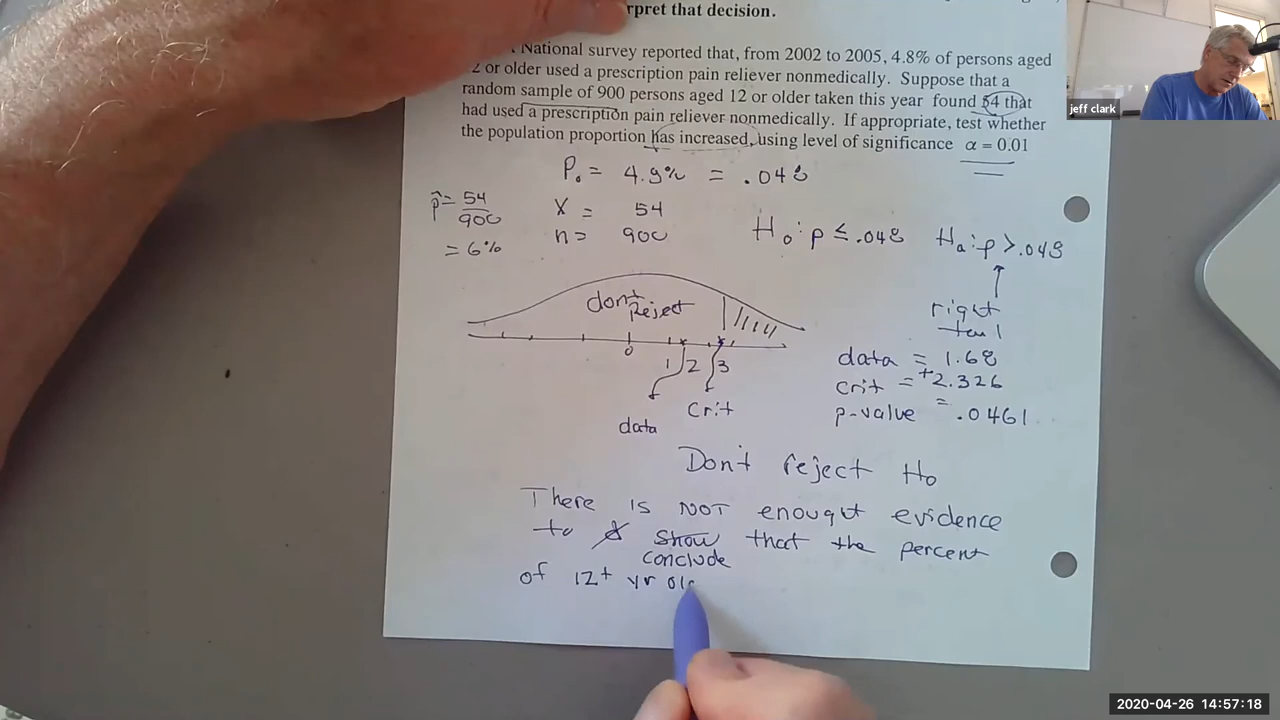 rpret that decision.
National survey reported that, from 2002 to 2005, 4.8% of persons aged
2 or older used a prescription pain reliever nonmedically. Suppose that a
random sample of 900 persons aged 12 or older taken this year found 54 that
had used a prescription pain reliever nonmedically. If appropriate, test whether
the population proportion has increased, using level of significance α = 0.01
jeff clark
P₀ = 4.8% = .048
p̂ = 54/900
= 6%
X = 54
n = 900
H₀: p ≤ .048 Hₐ: p > .048
right
tail
don't
Reject
0 1 2 3
data
crit
data = 1.68
crit = +2.326
p-value = .0461
Don't reject H₀
There is NOT enougt evidence
to show that the percent
conclude
of 12+ yr old
2020-04-26 14:57:18